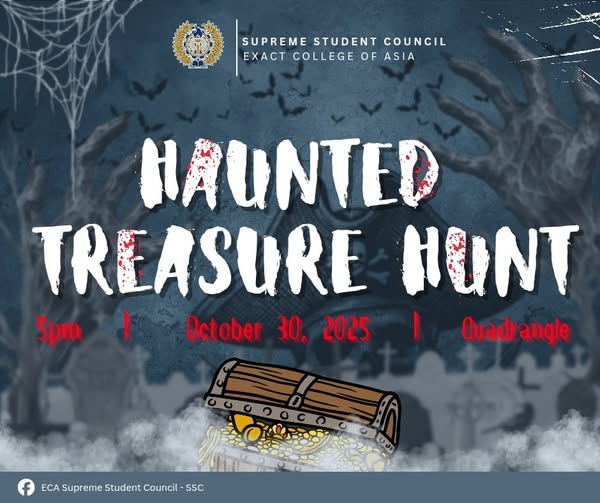 SUPREME STUDENT COUNCIL
EXACT COLLEGE OF ASIA
HAUNTED
TREASURE HUNT
5pm | October 30, 2025 | Quadrangle
ECA Supreme Student Council - SSC